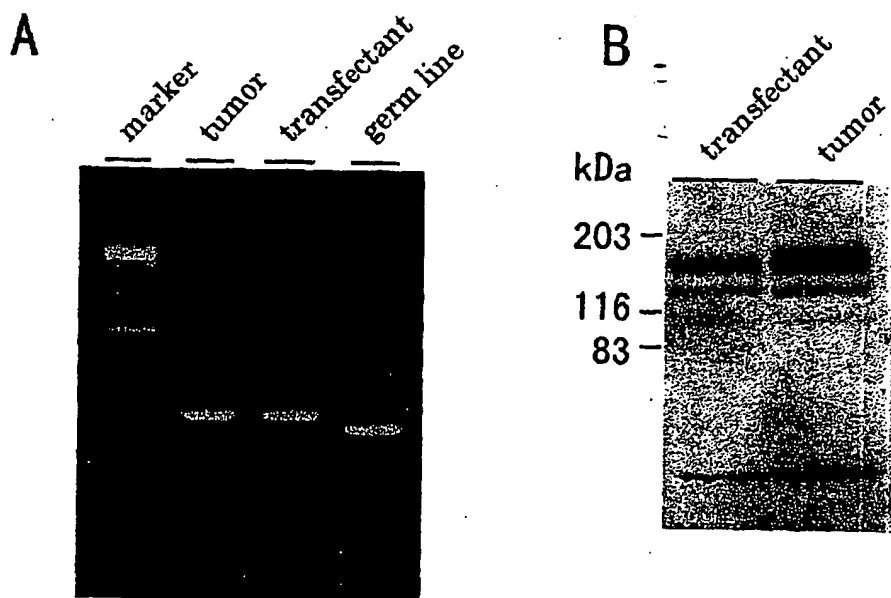 A
marker
tumor
transfectant
germ line
B
transfectant
tumor
kDa
203
116
83